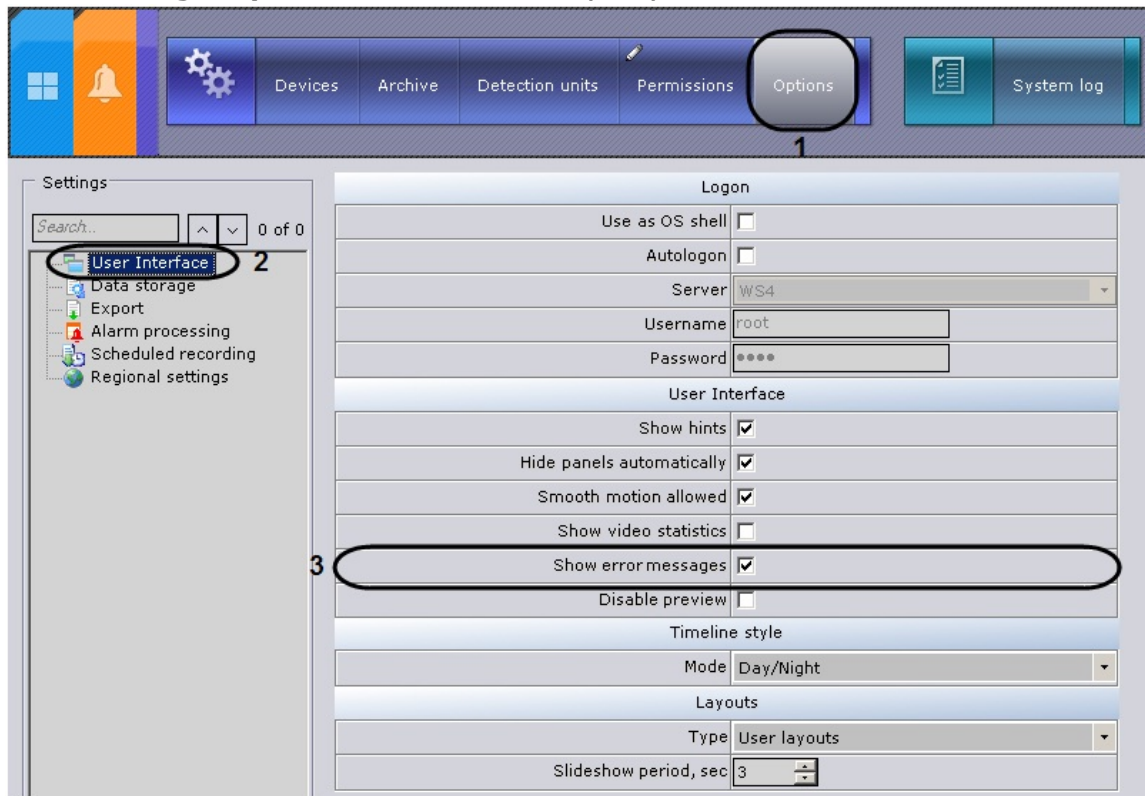 Devices Archive Detection units Permissions Options System log
1
Settings
Search... 0 of 0
User Interface 2
Data storage
Export
Alarm processing
Scheduled recording
Regional settings
Logon
Use as OS shell
Autologon
Server WS4
Username root
Password ••••
User Interface
Show hints
Hide panels automatically
Smooth motion allowed
Show video statistics
3 Show error messages
Disable preview
Timeline style
Mode Day/Night
Layouts
Type User layouts
Slideshow period, sec 3